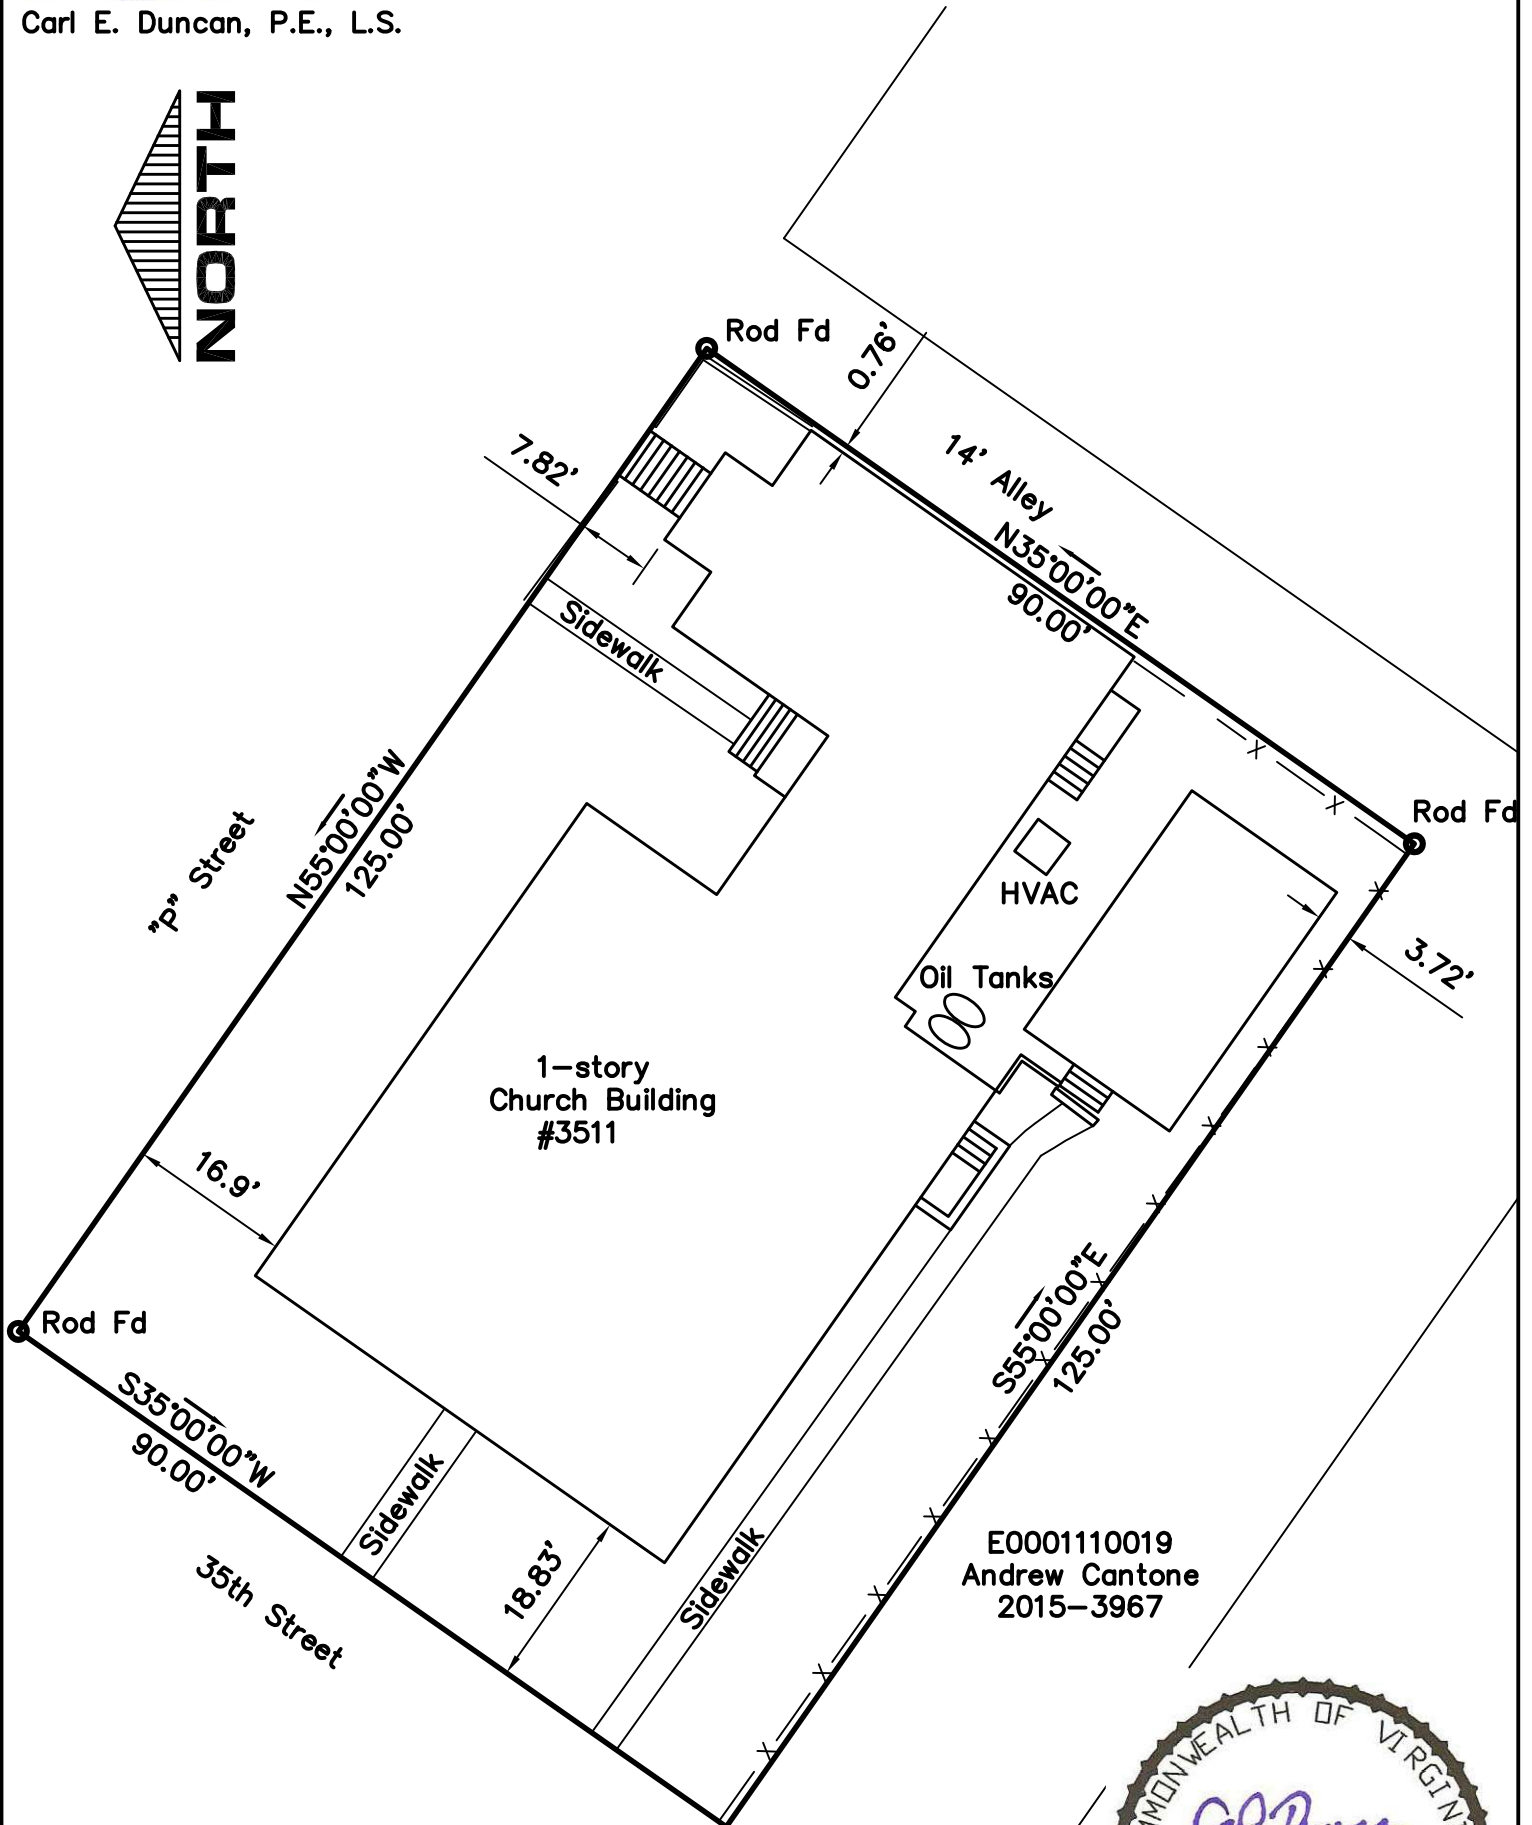 Carl E. Duncan, P.E., L.S.
NORTH
Rod Fd
0.76'
14' Alley
N35°00'00"E
90.00'
7.82'
Sidewalk
Rod Fd
N55°00'00"W
125.00'
"P" Street
HVAC
3.72'
Oil Tanks
1-story
Church Building
#3511
16.9'
S55°00'00"E
125.00'
Rod Fd
S35°00'00"W
90.00'
Sidewalk
18.83'
Sidewalk
35th Street
E0001110019
Andrew Cantone
2015-3967
MMONWEALTH OF VIRGIN